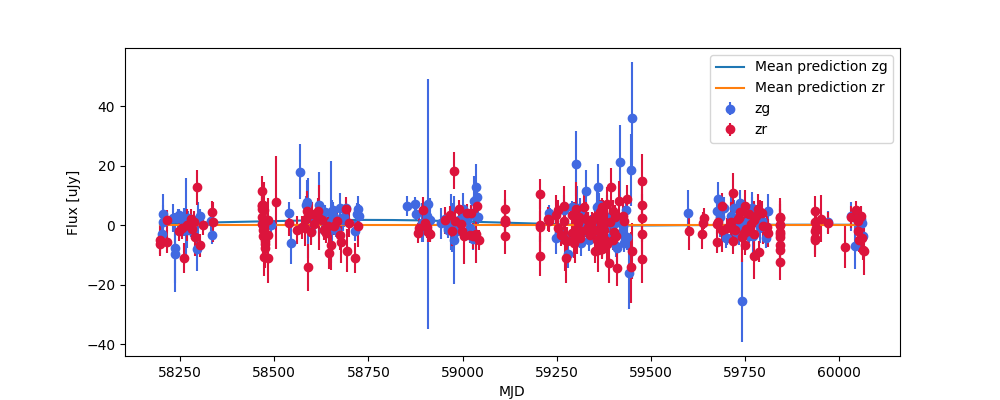 Mean prediction zg
Mean prediction zr
zg
zr
40
20
0
−20
−40
Flux [uJy]
58250
58500
58750
59000
59250
59500
59750
60000
MJD